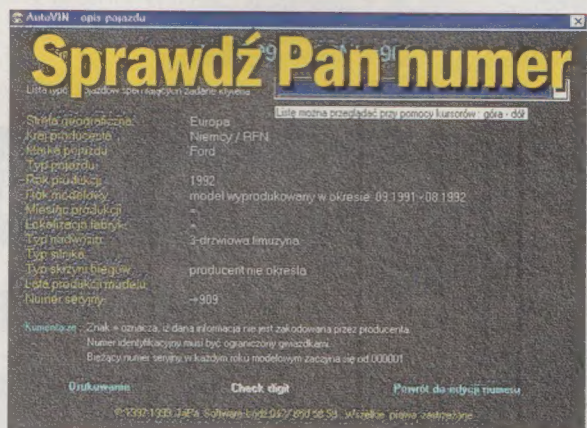 AutoVIN - opis pojazdu
Sprawdź Pan numer
Lista typów pojazdów spełniających zadane kryteria
Listę można przeglądać przy pomocy kursorów: góra - dół
Strefa geograficzna: Europa
Kraj producenta Niemcy / RFN
Marka pojazdu: Ford
Typ pojazdu:
Rok produkcji 1992
Rok modelowy: model wyprodukowany w okresie 09.1991 - 08.1992
Miesiąc produkcji =
Lokalizacja fabryki =
Typ nadwozia: 3-drzwiowa limuzyna
Typ silnika:
Typ skrzyni biegów: producent nie określa
Lata produkcji modelu:
Numer seryjny:
Komentarze: Znak = oznacza, iż dana informacja nie jest zakodowana przez producenta.
Numer identyfikacyjny musi być ograniczony gwiazdkami.
Bieżący numer seryjny w każdym roku modelowym zaczyna się od 000001
Drukowanie Check digit Powrót do edycji numeru
Software Łódź Wszelkie prawa zastrzeżone